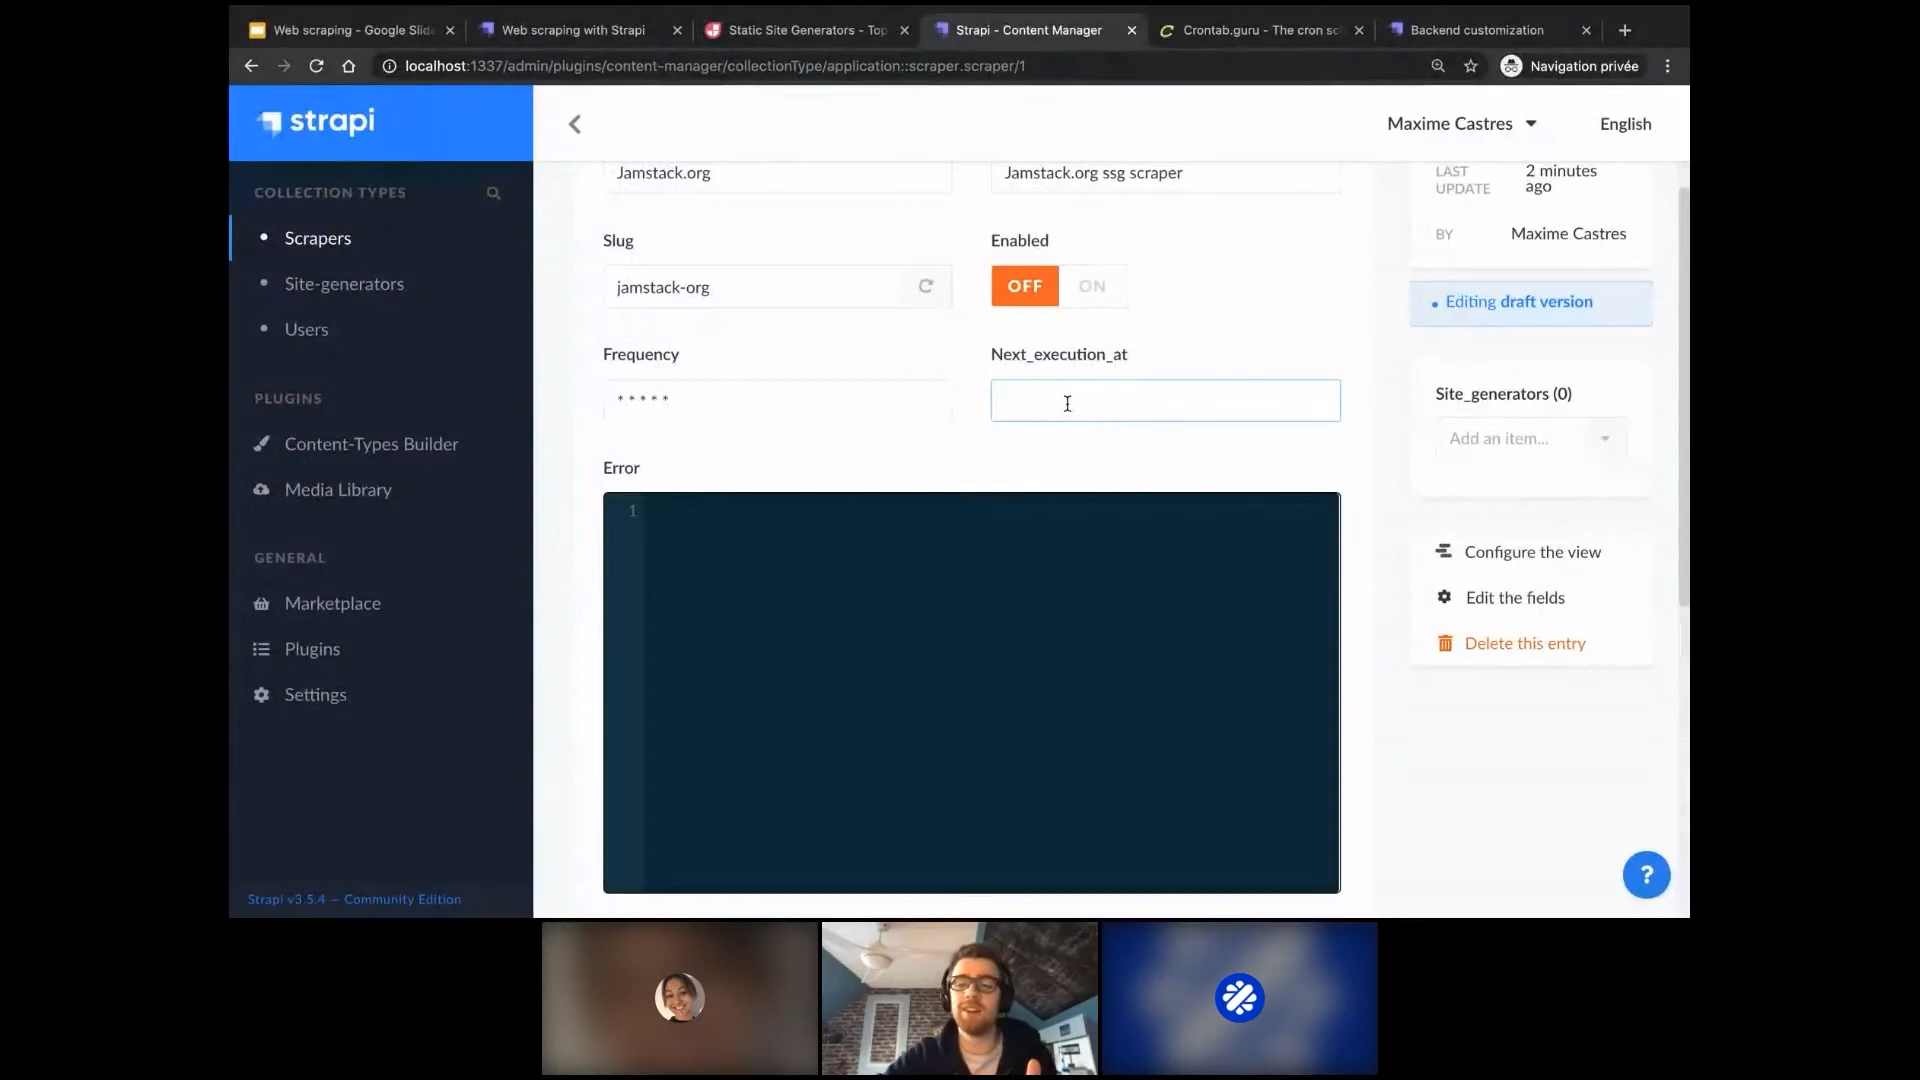 Web scraping - Google Slide
Web scraping with Strapi
Static Site Generators - Top
Strapi - Content Manager
Crontab.guru - The cron sc
Backend customization
localhost:1337/admin/plugins/content-manager/collectionType/application::scraper.scraper/1
Navigation privée
strapi
Maxime Castres
English
COLLECTION TYPES
Scrapers
Site-generators
Users
PLUGINS
Content-Types Builder
Media Library
GENERAL
Marketplace
Plugins
Settings
Strapi v3.5.4 — Community Edition
Jamstack.org
Jamstack.org ssg scraper
Slug
Enabled
jamstack-org
OFF
ON
Frequency
Next_execution_at
* * * * *
Error
1
LAST UPDATE
2 minutes ago
BY
Maxime Castres
Editing draft version
Site_generators (0)
Add an item...
Configure the view
Edit the fields
Delete this entry
?